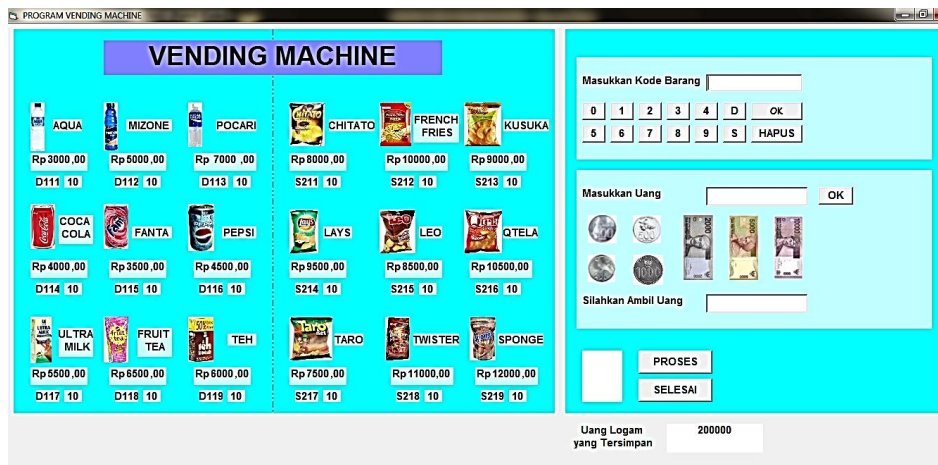 PROGRAM VENDING MACHINE
VENDING MACHINE
AQUA
MIZONE
POCARI
CHITATO
FRENCH
FRIES
KUSUKA
Rp 3000 ,00
Rp 5000 ,00
Rp 7000 ,00
Rp 8000 ,00
Rp 10000 ,00
Rp 9000 ,00
D111 10
D112 10
D113 10
S211 10
S212 10
S213 10
COCA
COLA
FANTA
PEPSI
LAYS
LEO
QTELA
Rp 4000 ,00
Rp 3500 ,00
Rp 4500 ,00
Rp 9500 ,00
Rp 8500 ,00
Rp 10500 ,00
D114 10
D115 10
D116 10
S214 10
S215 10
S216 10
ULTRA
MILK
FRUIT
TEA
TEH
TARO
TWISTER
SPONGE
Rp 5500 ,00
Rp 6500 ,00
Rp 6000 ,00
Rp 7500 ,00
Rp 11000 ,00
Rp 12000 ,00
D117 10
D118 10
D119 10
S217 10
S218 10
S219 10
Masukkan Kode Barang
0 1 2 3 4 D OK
5 6 7 8 9 S HAPUS
Masukkan Uang
OK
Silahkan Ambil Uang
PROSES
SELESAI
Uang Logam
yang Tersimpan
200000